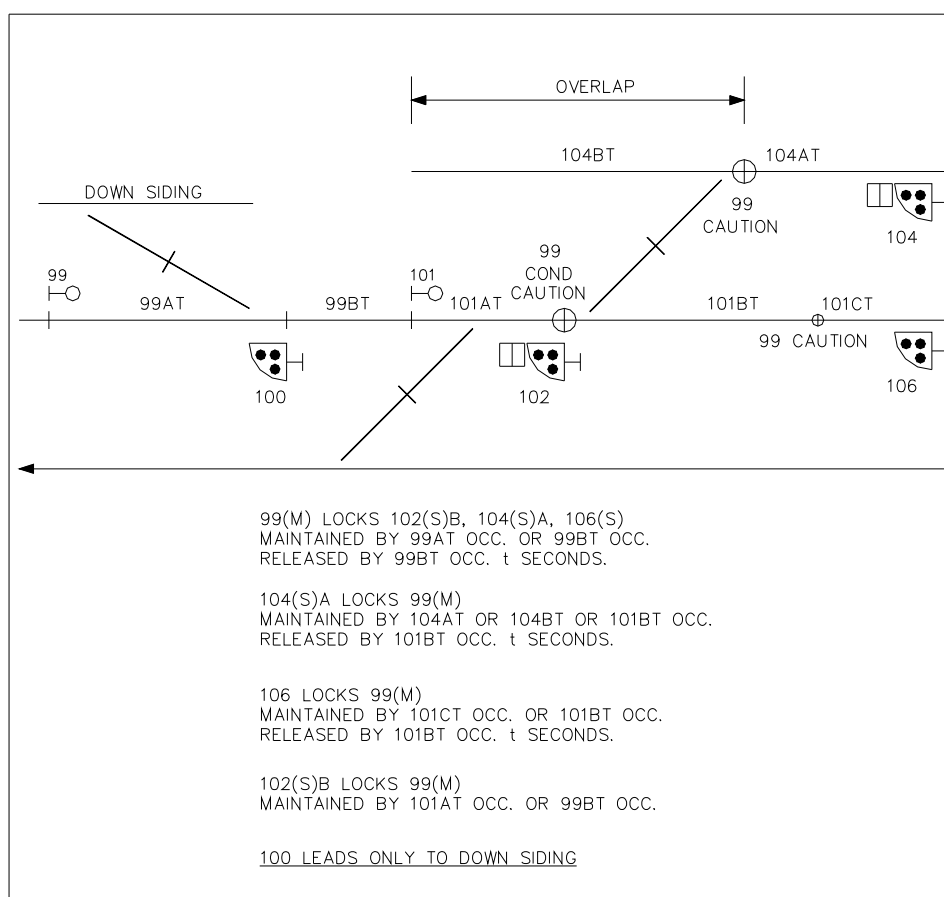 OVERLAP
104BT
104AT
DOWN SIDING
99
CAUTION
104
99
COND
CAUTION
99
99AT
99BT
101
101AT
101BT
101CT
99 CAUTION
100
102
106
99(M) LOCKS 102(S)B, 104(S)A, 106(S)
MAINTAINED BY 99AT OCC. OR 99BT OCC.
RELEASED BY 99BT OCC. t SECONDS.
104(S)A LOCKS 99(M)
MAINTAINED BY 104AT OR 104BT OR 101BT OCC.
RELEASED BY 101BT OCC. t SECONDS.
106 LOCKS 99(M)
MAINTAINED BY 101CT OCC. OR 101BT OCC.
RELEASED BY 101BT OCC. t SECONDS.
102(S)B LOCKS 99(M)
MAINTAINED BY 101AT OCC. OR 99BT OCC.
100 LEADS ONLY TO DOWN SIDING